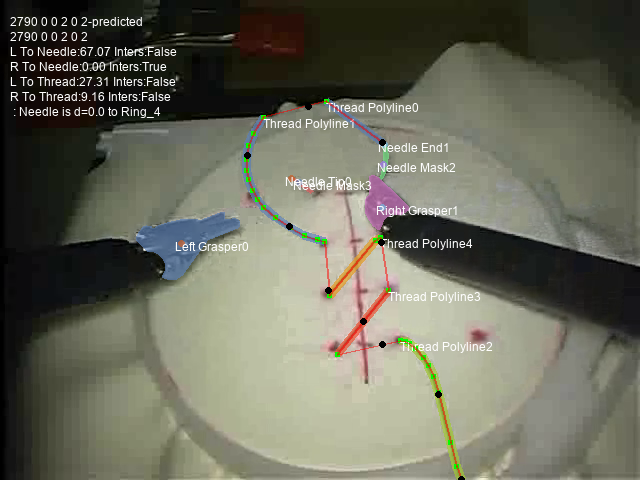 2790 0 0 2 0 2-predicted
2790 0 0 2 0 2
L To Needle:67.07 Inters:False
R To Needle:0.00 Inters:True
L To Thread:27.31 Inters:False
R To Thread:9.16 Inters:False
: Needle is d=0.0 to Ring_4
Thread Polyline0
Thread Polyline1
Needle End1
Needle Mask2
Needle Tip0
Needle Mask3
Right Grasper1
Left Grasper0
Thread Polyline4
Thread Polyline3
Thread Polyline2